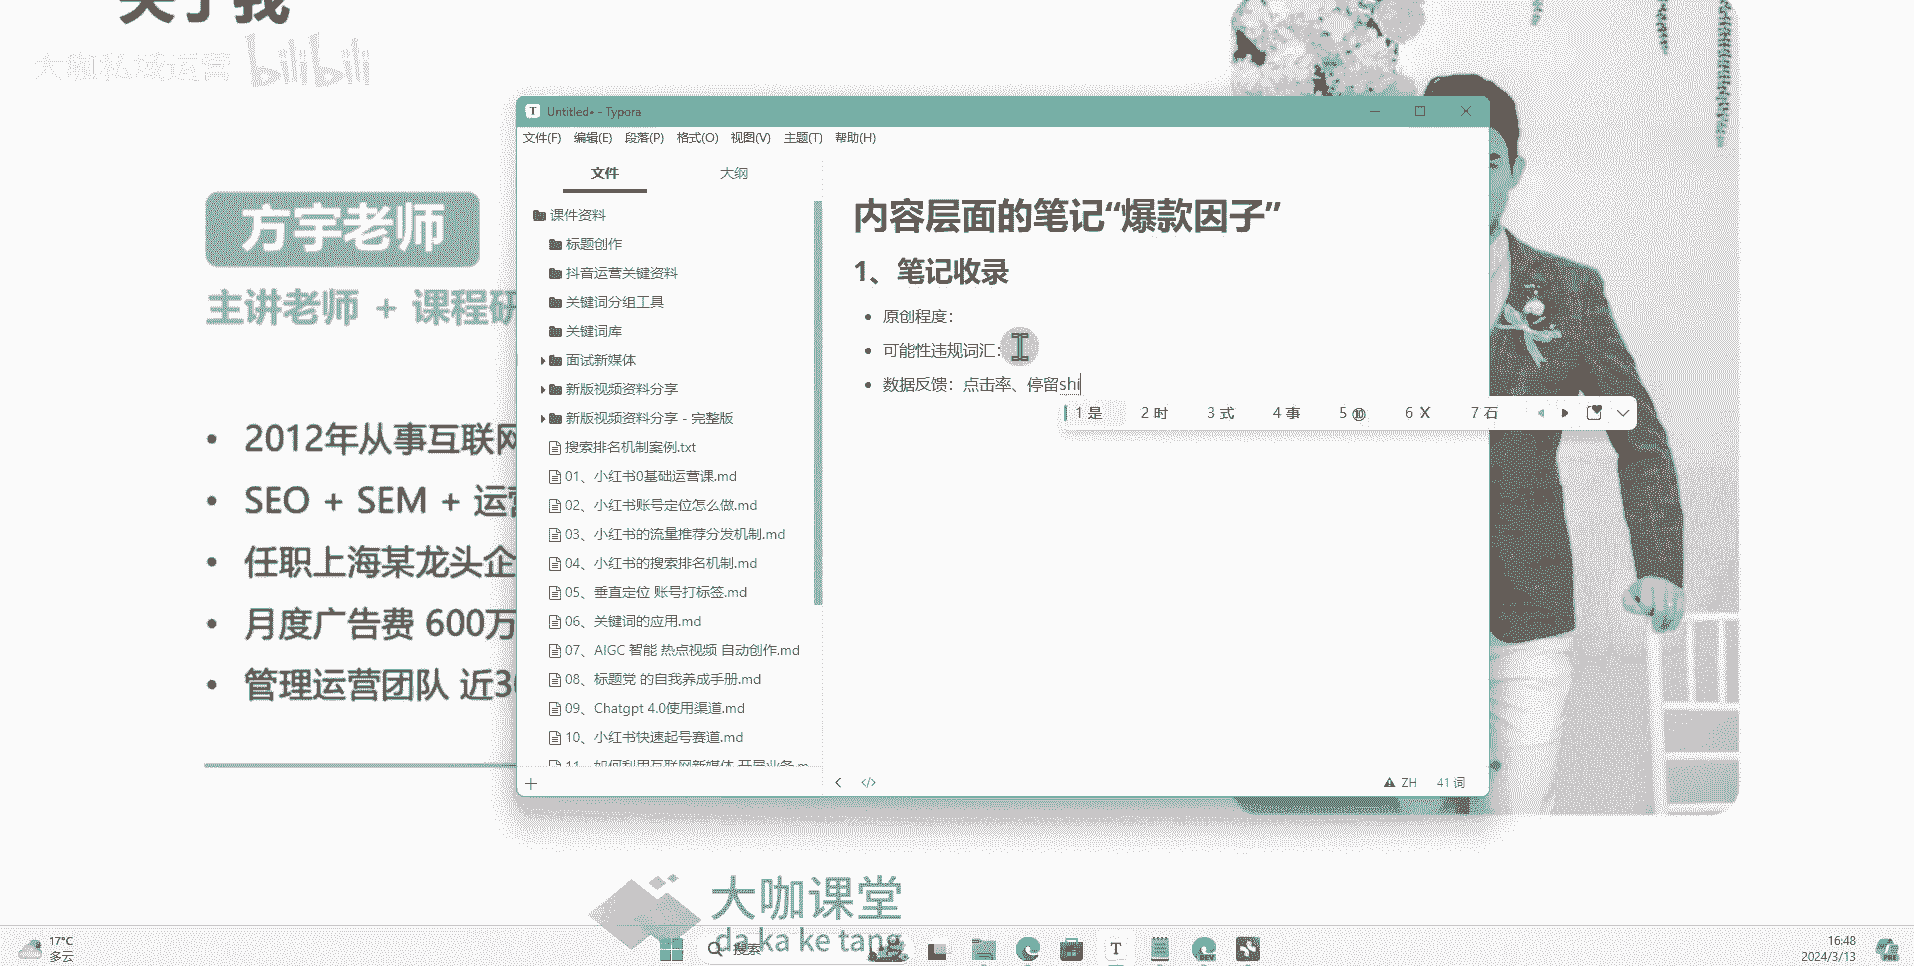 关于我
大咖私域运营 bilibili
方宇老师
主讲老师 + 课程研
2012年从事互联网
SEO + SEM + 运营
任职上海某龙头企
月度广告费 600万
管理运营团队 近30
Untitled• - Typora
文件(F) 编辑(E) 段落(P) 格式(O) 视图(V) 主题(T) 帮助(H)
文件 大纲
课件资料
标题创作
抖音运营关键资料
关键词分组工具
关键词库
面试新媒体
新版视频资料分享
新版视频资料分享 - 完整版
搜索排名机制案例.txt
01、小红书0基础运营课.md
02、小红书账号定位怎么做.md
03、小红书的流量推荐分发机制.md
04、小红书的搜索排名机制.md
05、垂直定位 账号打标签.md
06、关键词的应用.md
07、AIGC 智能 热点视频 自动创作.md
08、标题党 的自我养成手册.md
09、Chatgpt 4.0使用渠道.md
10、小红书快速起号赛道.md
11、如何利用互联网新媒体 开展业务.m
内容层面的笔记“爆款因子”
1、笔记收录
原创程度：
可能性违规词汇：
数据反馈：点击率、停留shi
1 是 2 时 3 式 4 事 5 ⑩ 6 X 7 石
ZH 41 词
大咖课堂
da ka ke tang
17°C
多云
搜索
16:48
2024/3/13